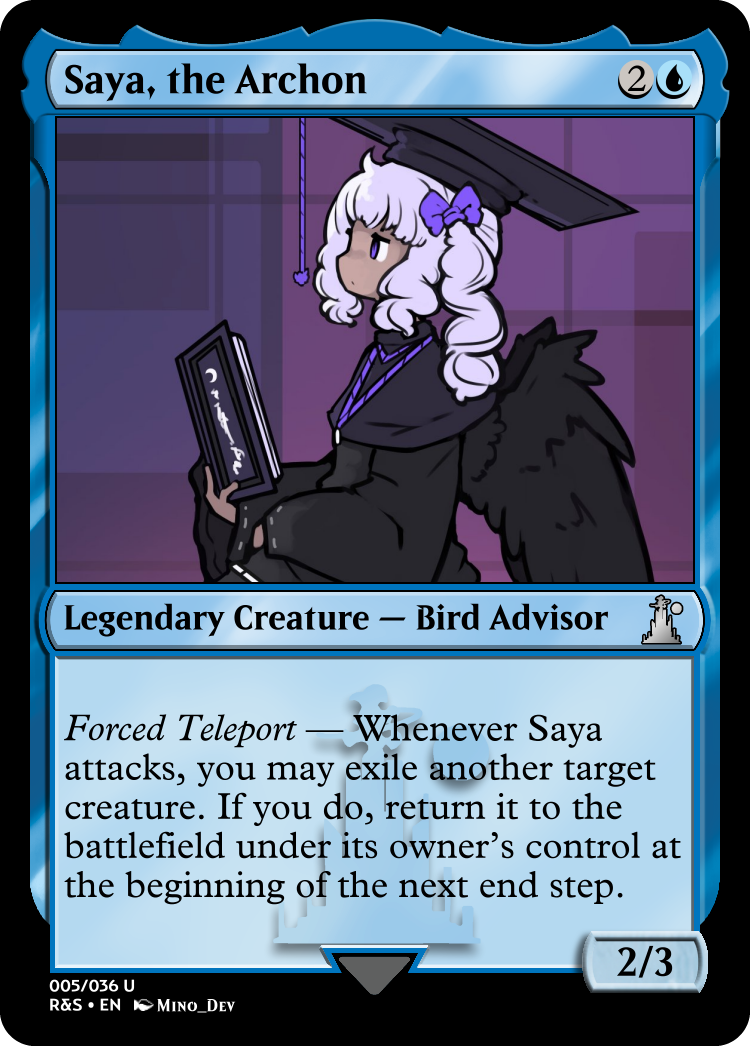 Saya, the Archon 2
Legendary Creature — Bird Advisor
Forced Teleport — Whenever Saya
attacks, you may exile another target
creature. If you do, return it to the
battlefield under its owner's control at
the beginning of the next end step.
2/3
005/036 U
R&S • EN Mino_Dev